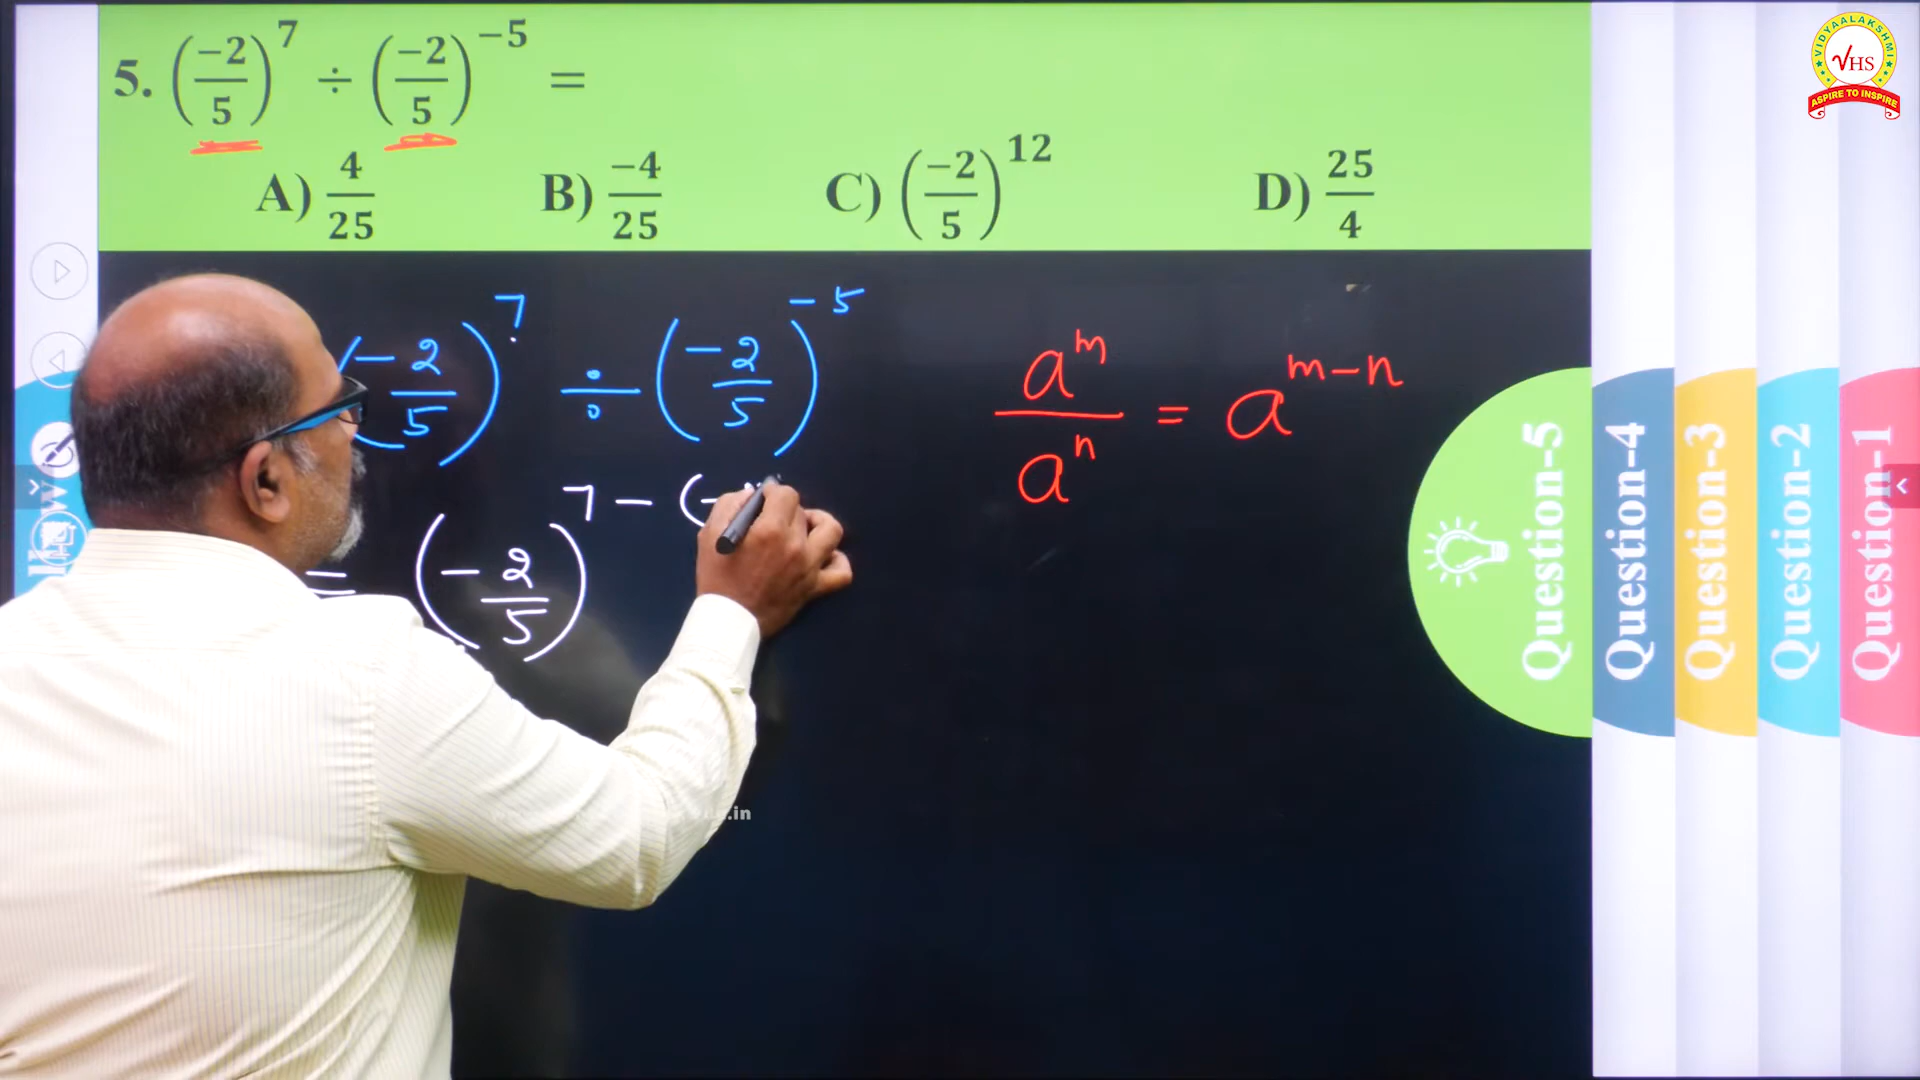 5. (-2/5)^7 ÷ (-2/5)^-5 =
A) 4/25 B) -4/25 C) (-2/5)^12 D) 25/4
(-2/5)^7 ÷ (-2/5)^-5
a^m/a^n = a^m-n
= (-2/5)^7-(-
Question-5
Question-4
Question-3
Question-2
Question-1
VIDYAALAKSHMI
VHS
ASPIRE TO INSPIRE
.in